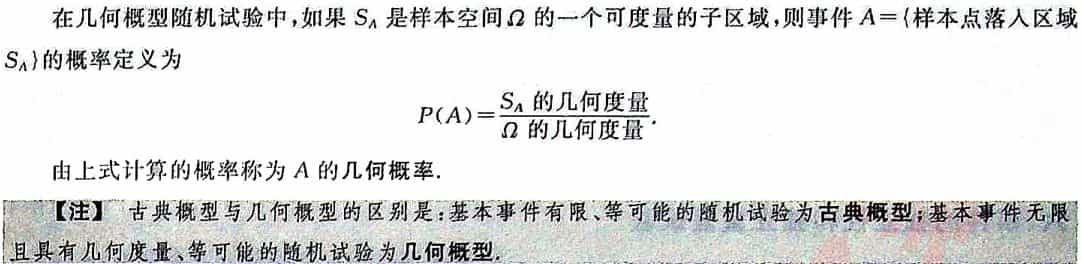 在几何概型随机试验中,如果 S_A 是样本空间 Ω 的一个可度量的子区域,则事件 A={样本点落入区域
S_A}的概率定义为
P(A)=S_A 的几何度量/Ω 的几何度量.
由上式计算的概率称为 A 的几何概率.
【注】 古典概型与几何概型的区别是:基本事件有限、等可能的随机试验为古典概型;基本事件无限
且具有几何度量、等可能的随机试验为几何概型.